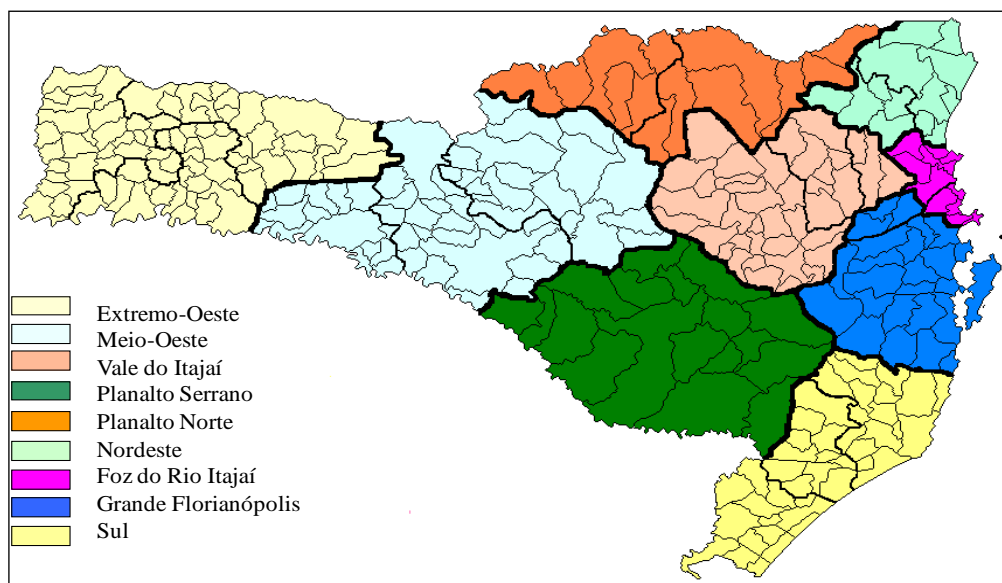 Extremo-Oeste
Meio-Oeste
Vale do Itajaí
Planalto Serrano
Planalto Norte
Nordeste
Foz do Rio Itajaí
Grande Florianópolis
Sul